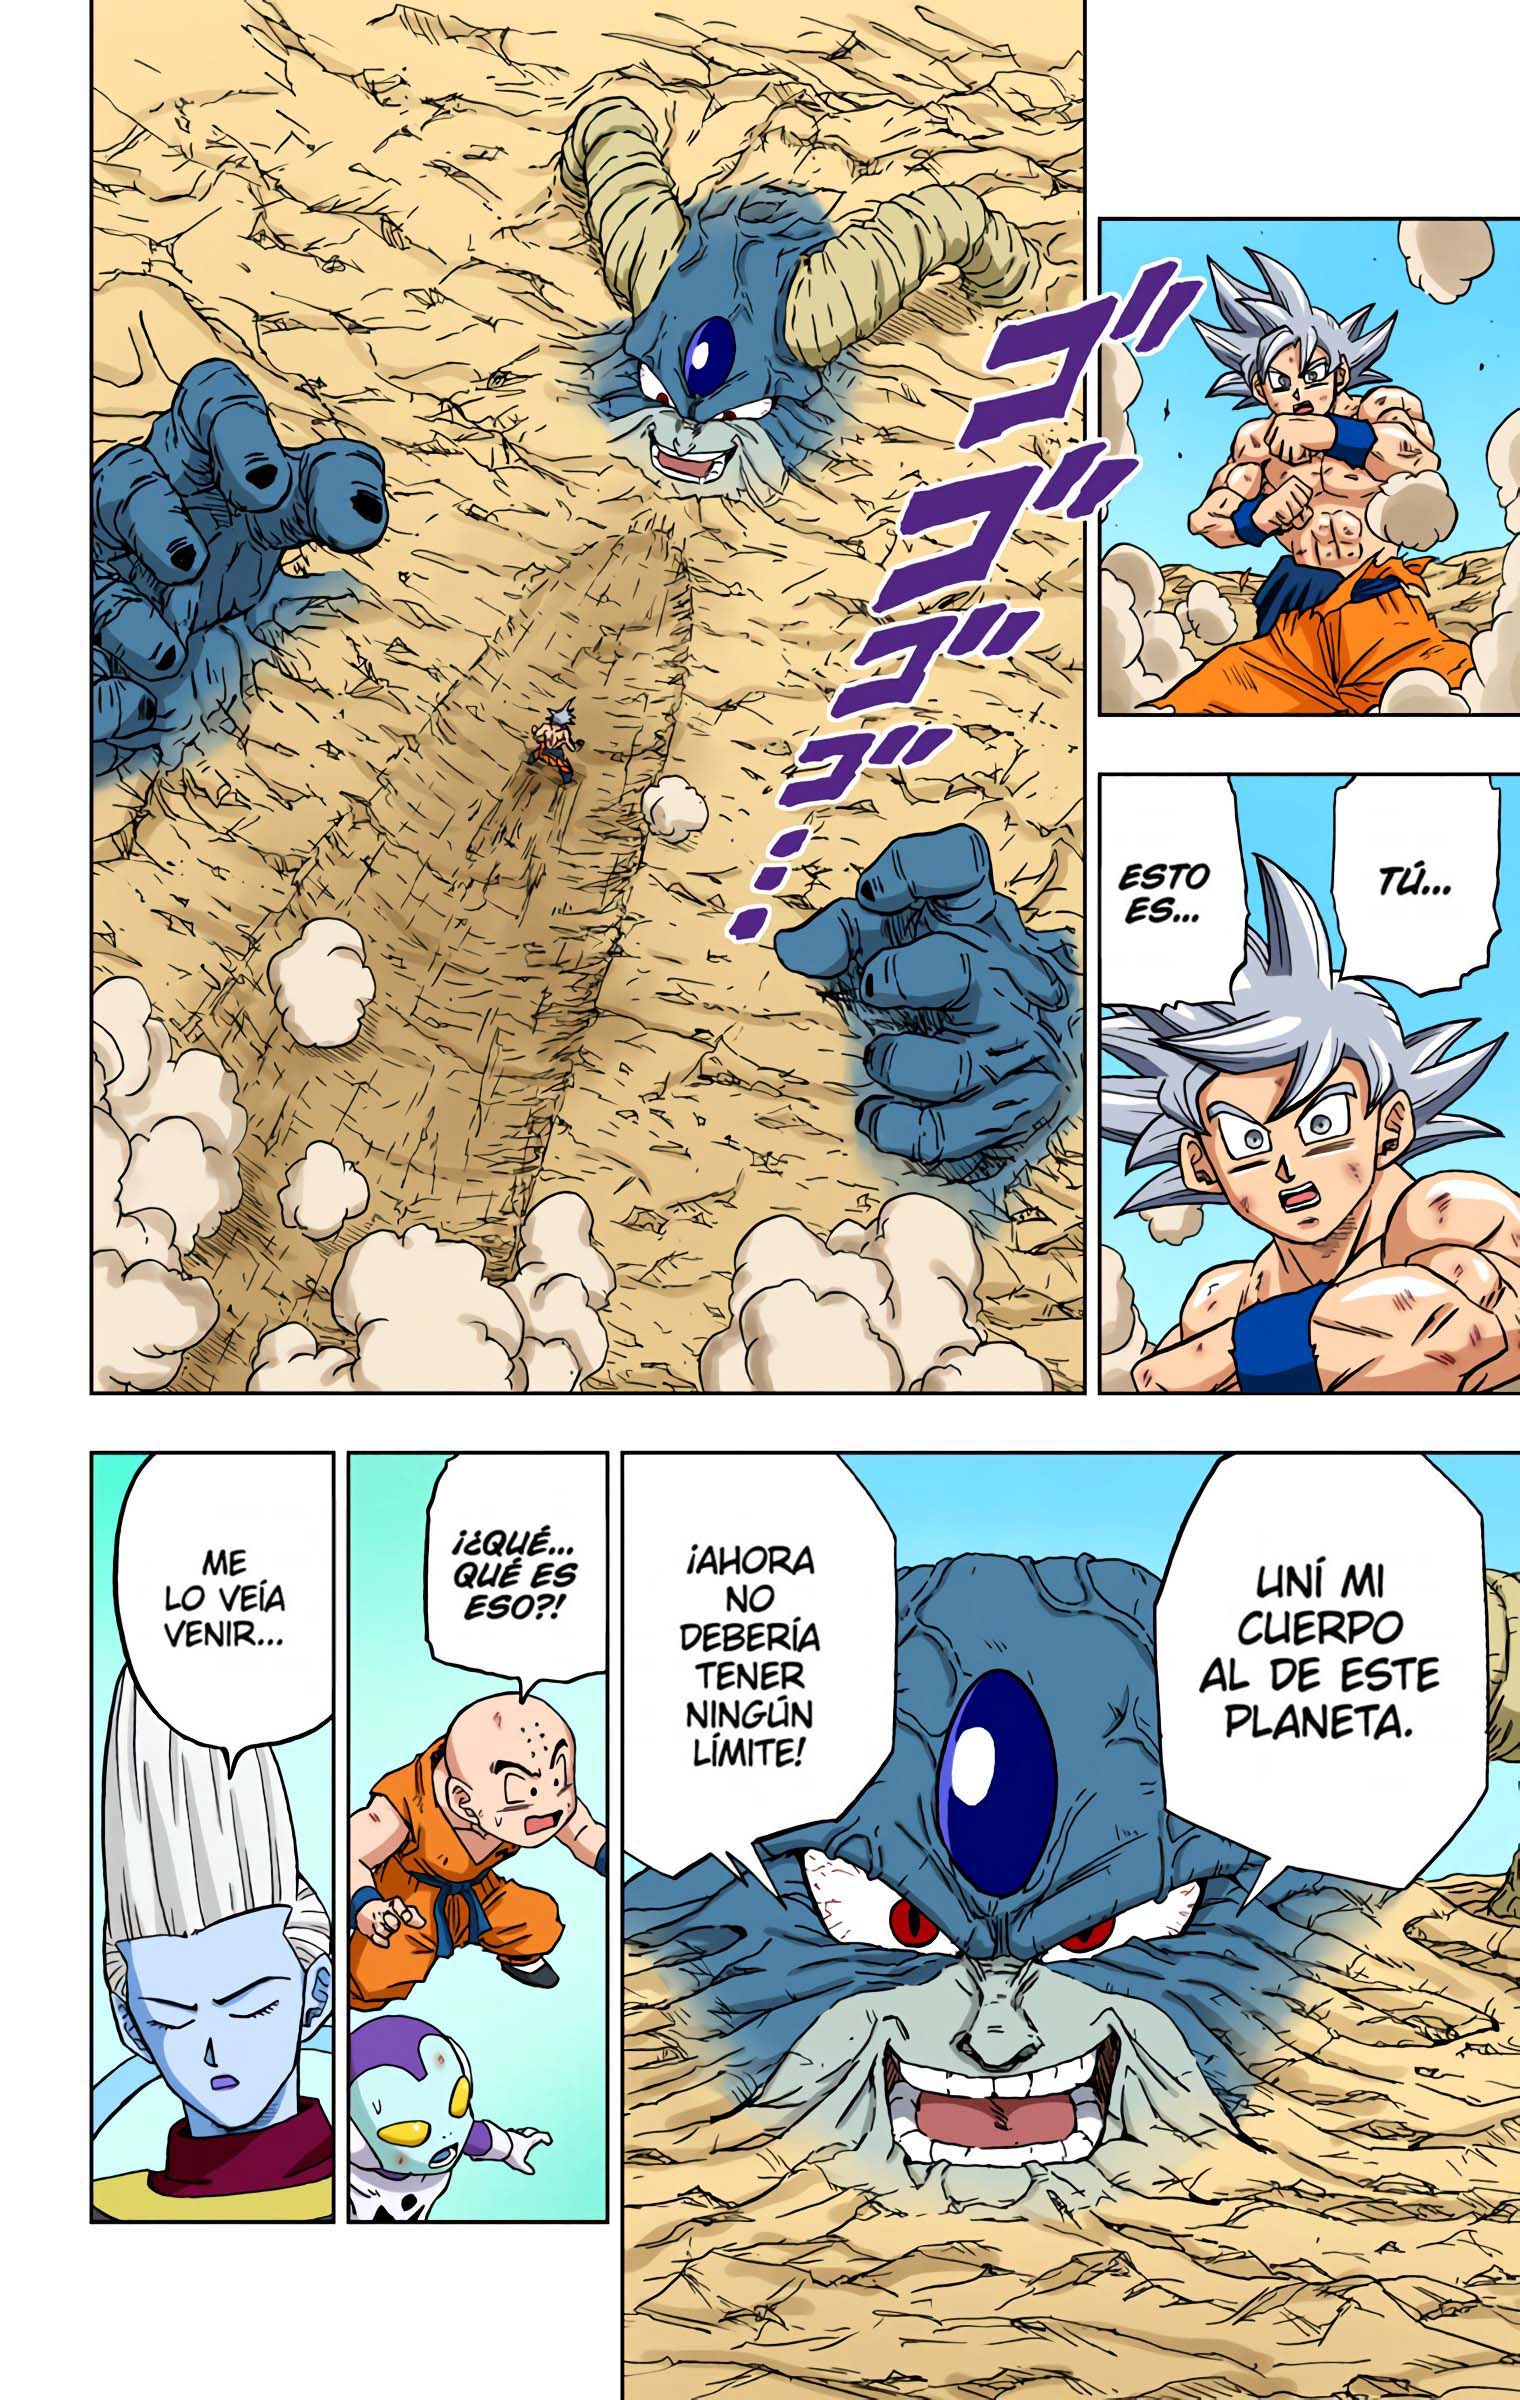 ゴゴゴゴ…
TÚ...
ESTO
ES...
UNÍ MI
CUERPO
AL DE ESTE
PLANETA.
¡AHORA
NO
DEBERÍA
TENER
NINGÚN
LÍMITE!
¡¿QUÉ...
QUÉ ES
ESO?!
ME
LO VEÍA
VENIR...